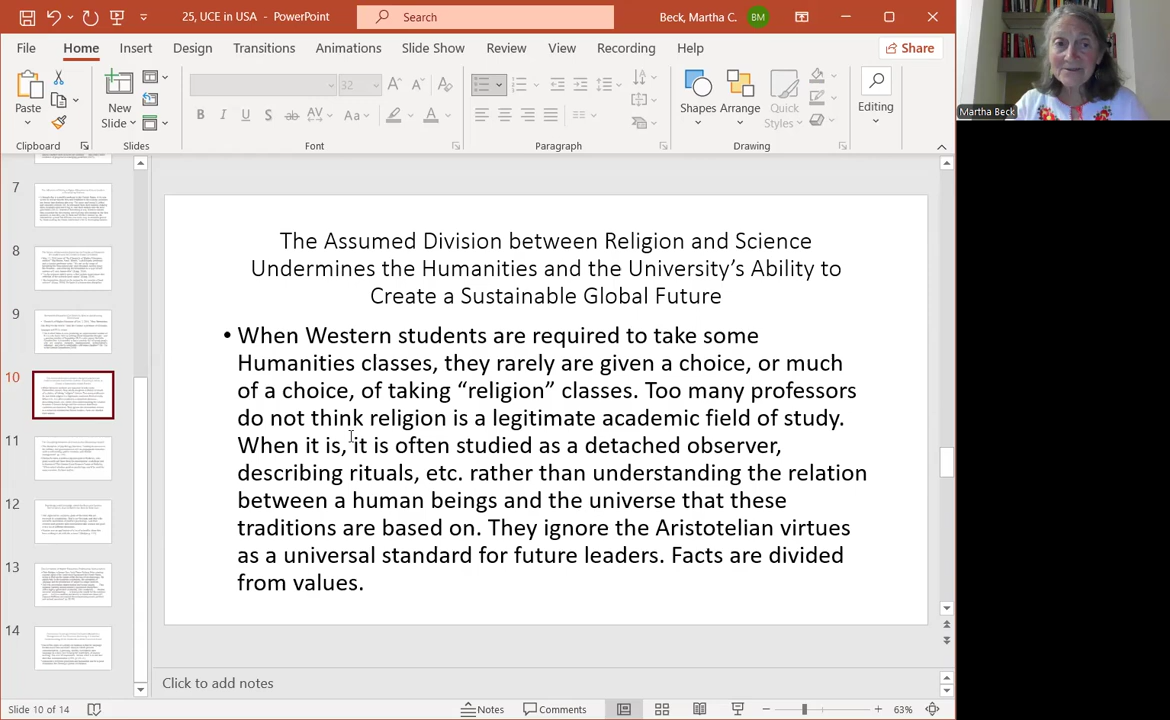 25, UCE in USA - PowerPoint
Search
Beck, Martha C.
BM
File
Home
Insert
Design
Transitions
Animations
Slide Show
Review
View
Recording
Help
Share
Paste
New
Slide
32
Shapes
Arrange
Quick
Styles
Editing
Clipboard
Slides
Font
Paragraph
Drawing
Martha Beck
7
8
9
10
11
12
13
14
The Assumed Division between Religion and Science
Undermines the Humanities and the University's Ability to
Create a Sustainable Global Future
• When Western students are required to take some
Humanities classes, they rarely are given a choice, or much
of a choice, of taking "religion" classes. Too many professors
do not think religion is a legitimate academic field of study.
When it is, it is often studied as a detached observer,
describing rituals, etc. rather than understanding the relation
between a human beings and the universe that these
traditions are based on. They ignore the Aristotelian virtues
as a universal standard for future leaders. Facts are divided
from values.
Click to add notes
Slide 10 of 14
Notes
Comments
63%